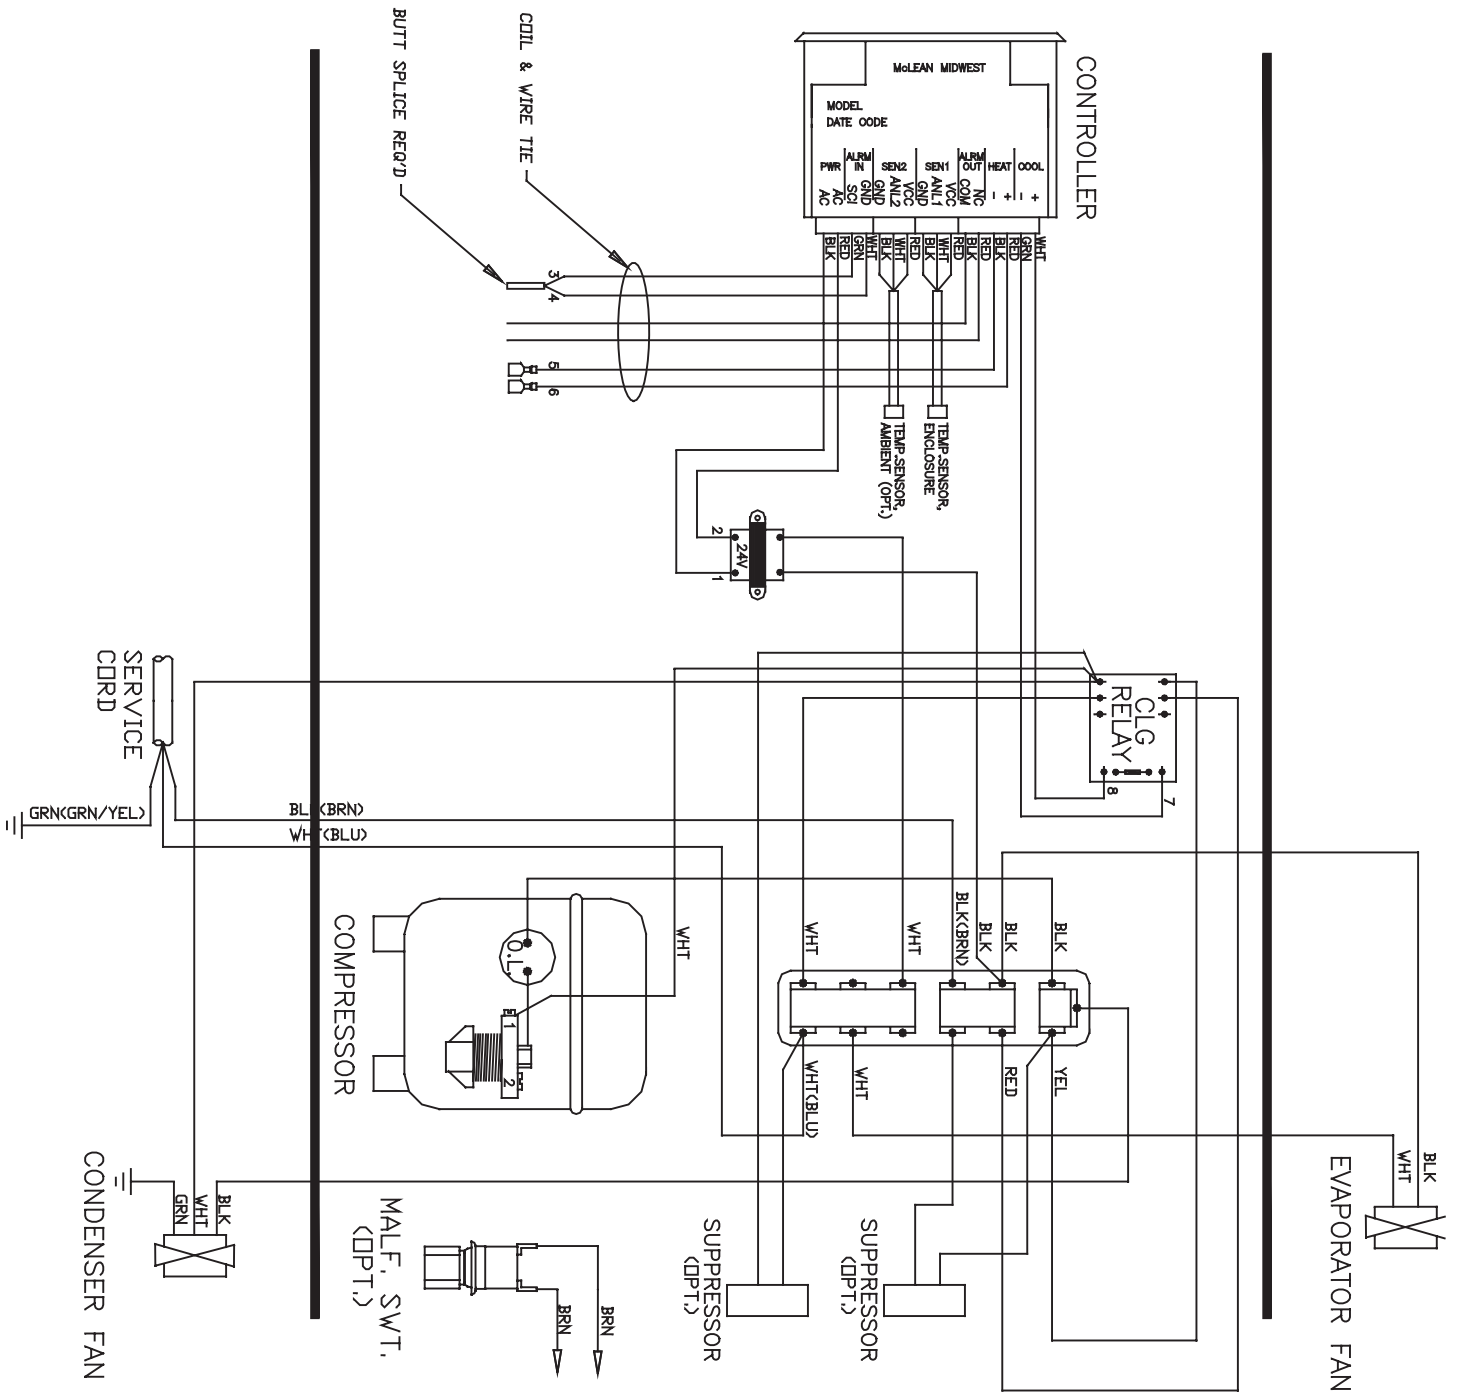 BUTT SPLICE REQ'D
COIL & WIRE TIE
CONTROLLER
McLEAN MIDWEST
MODEL
DATE CODE
PWR
ALRM
IN
SEN2
SEN1
ALRM
OUT
HEAT
COOL
AC
AC
SCI
GND
GND
ANL2
VCC
GND
ANL1
VCC
COM
NC
-
+
-
+
BLK
RED
GRN
WHT
BLK
WHT
RED
BLK
WHT
RED
BLK
RED
BLK
RED
GRN
WHT
3
4
5
6
TEMP.SENSOR,
AMBIENT (OPT.)
TEMP.SENSOR,
ENCLOSURE
2
1
24V
CLG
RELAY
8
7
SERVICE
CORD
GRN(GRN/YEL)
BLK(BRN)
WHT(BLU)
WHT
WHT
WHT
BLK(BRN)
BLK
BLK
BLK
WHT(BLU)
WHT
RED
YEL
COMPRESSOR
O.L.
1
2
CONDENSER FAN
GRN
WHT
BLK
MALF. SWT.
(OPT.)
BRN
BRN
SUPPRESSOR
(OPT.)
SUPPRESSOR
(OPT.)
EVAPORATOR FAN
WHT
BLK